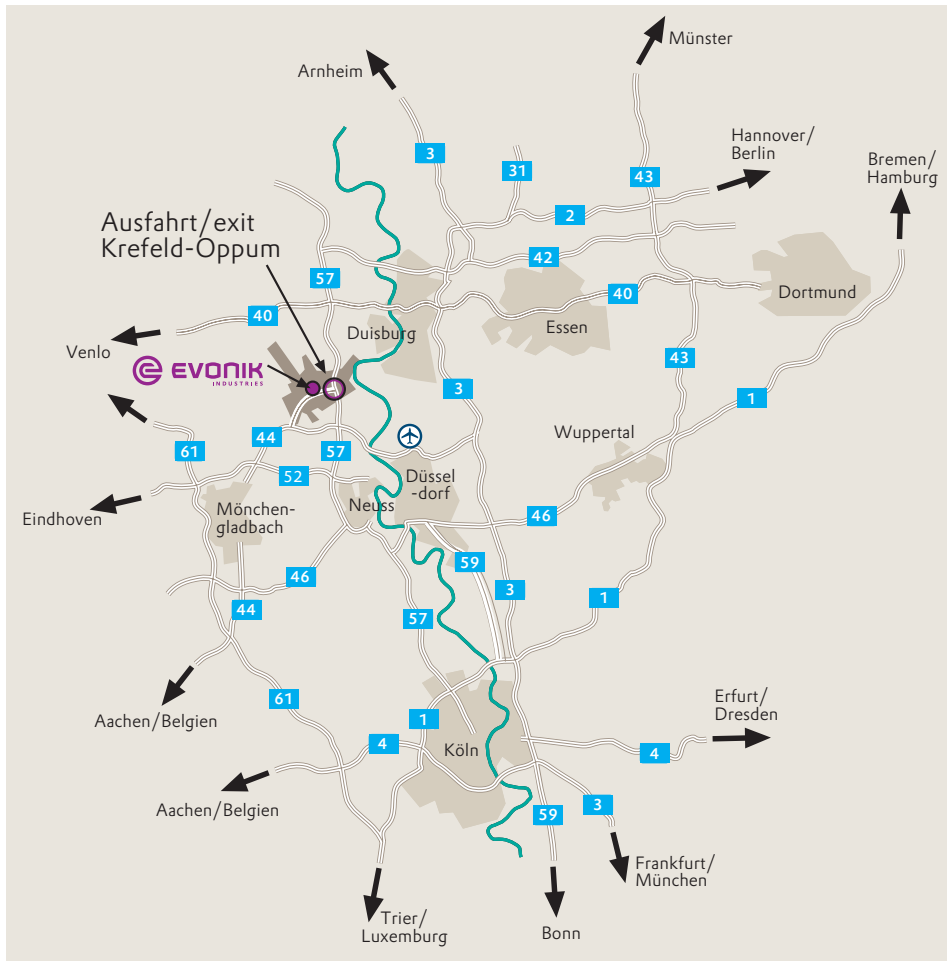 Münster
Arnheim
Hannover/
Berlin
3
31
Bremen/
Hamburg
43
2
Ausfahrt/exit
Krefeld-Oppum
42
57
40
Dortmund
40
Essen
Duisburg
Venlo
43
EVONIK
INDUSTRIES
3
1
Wuppertal
44
61
57
52
Düssel
-dorf
Mönchen-
gladbach
Neuss
Eindhoven
46
59
46
3
1
44
57
61
Erfurt/
Dresden
Aachen/Belgien
1
4
Köln
4
Aachen/Belgien
59
3
Frankfurt/
München
Trier/
Luxemburg
Bonn